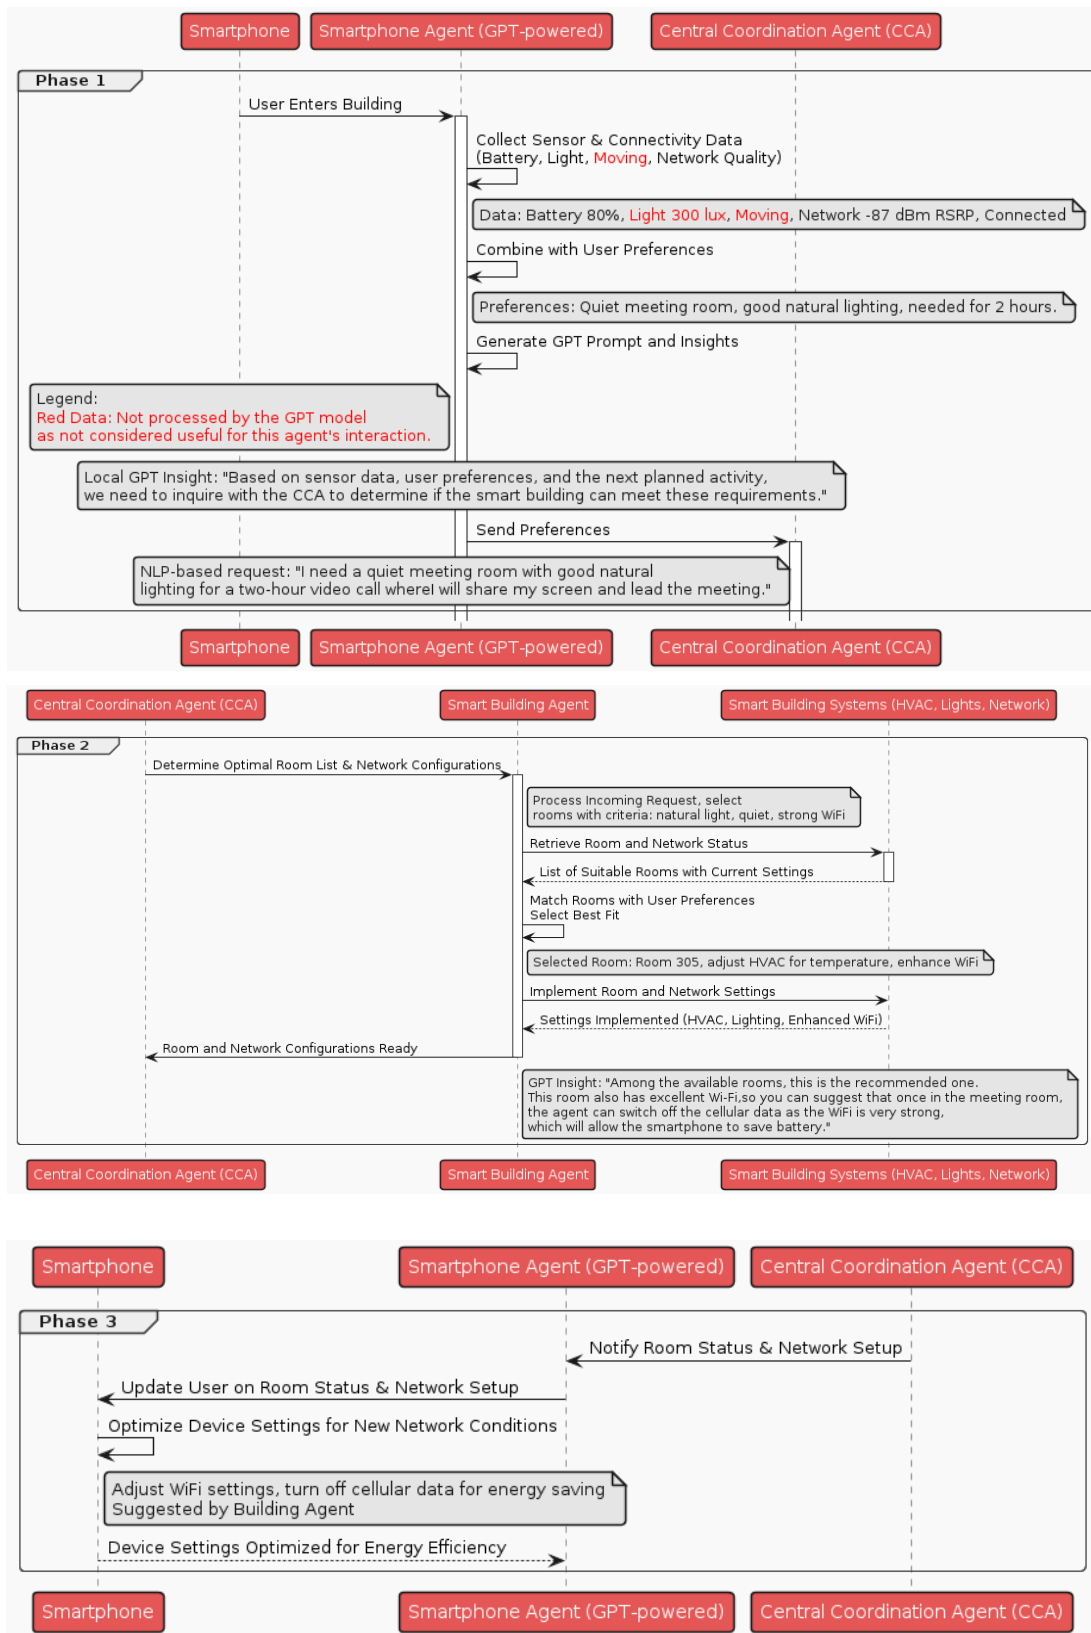 Smartphone
Smartphone Agent (GPT-powered)
Central Coordination Agent (CCA)
Phase 1
User Enters Building
Collect Sensor & Connectivity Data
(Battery, Light, Moving, Network Quality)
Data: Battery 80%, Light 300 lux, Moving, Network -87 dBm RSRP, Connected
Combine with User Preferences
Preferences: Quiet meeting room, good natural lighting, needed for 2 hours.
Generate GPT Prompt and Insights
Legend:
Red Data: Not processed by the GPT model
as not considered useful for this agent's interaction.
Local GPT Insight: "Based on sensor data, user preferences, and the next planned activity,
we need to inquire with the CCA to determine if the smart building can meet these requirements."
Send Preferences
NLP-based request: "I need a quiet meeting room with good natural
lighting for a two-hour video call whereI will share my screen and lead the meeting."
Smartphone
Smartphone Agent (GPT-powered)
Central Coordination Agent (CCA)
Central Coordination Agent (CCA)
Smart Building Agent
Smart Building Systems (HVAC, Lights, Network)
Phase 2
Determine Optimal Room List & Network Configurations
Process Incoming Request, select
rooms with criteria: natural light, quiet, strong WiFi
Retrieve Room and Network Status
List of Suitable Rooms with Current Settings
Match Rooms with User Preferences
Select Best Fit
Selected Room: Room 305, adjust HVAC for temperature, enhance WiFi
Implement Room and Network Settings
Settings Implemented (HVAC, Lighting, Enhanced WiFi)
Room and Network Configurations Ready
GPT Insight: "Among the available rooms, this is the recommended one.
This room also has excellent Wi-Fi,so you can suggest that once in the meeting room,
the agent can switch off the cellular data as the WiFi is very strong,
which will allow the smartphone to save battery."
Central Coordination Agent (CCA)
Smart Building Agent
Smart Building Systems (HVAC, Lights, Network)
Smartphone
Smartphone Agent (GPT-powered)
Central Coordination Agent (CCA)
Phase 3
Notify Room Status & Network Setup
Update User on Room Status & Network Setup
Optimize Device Settings for New Network Conditions
Adjust WiFi settings, turn off cellular data for energy saving
Suggested by Building Agent
Device Settings Optimized for Energy Efficiency
Smartphone
Smartphone Agent (GPT-powered)
Central Coordination Agent (CCA)